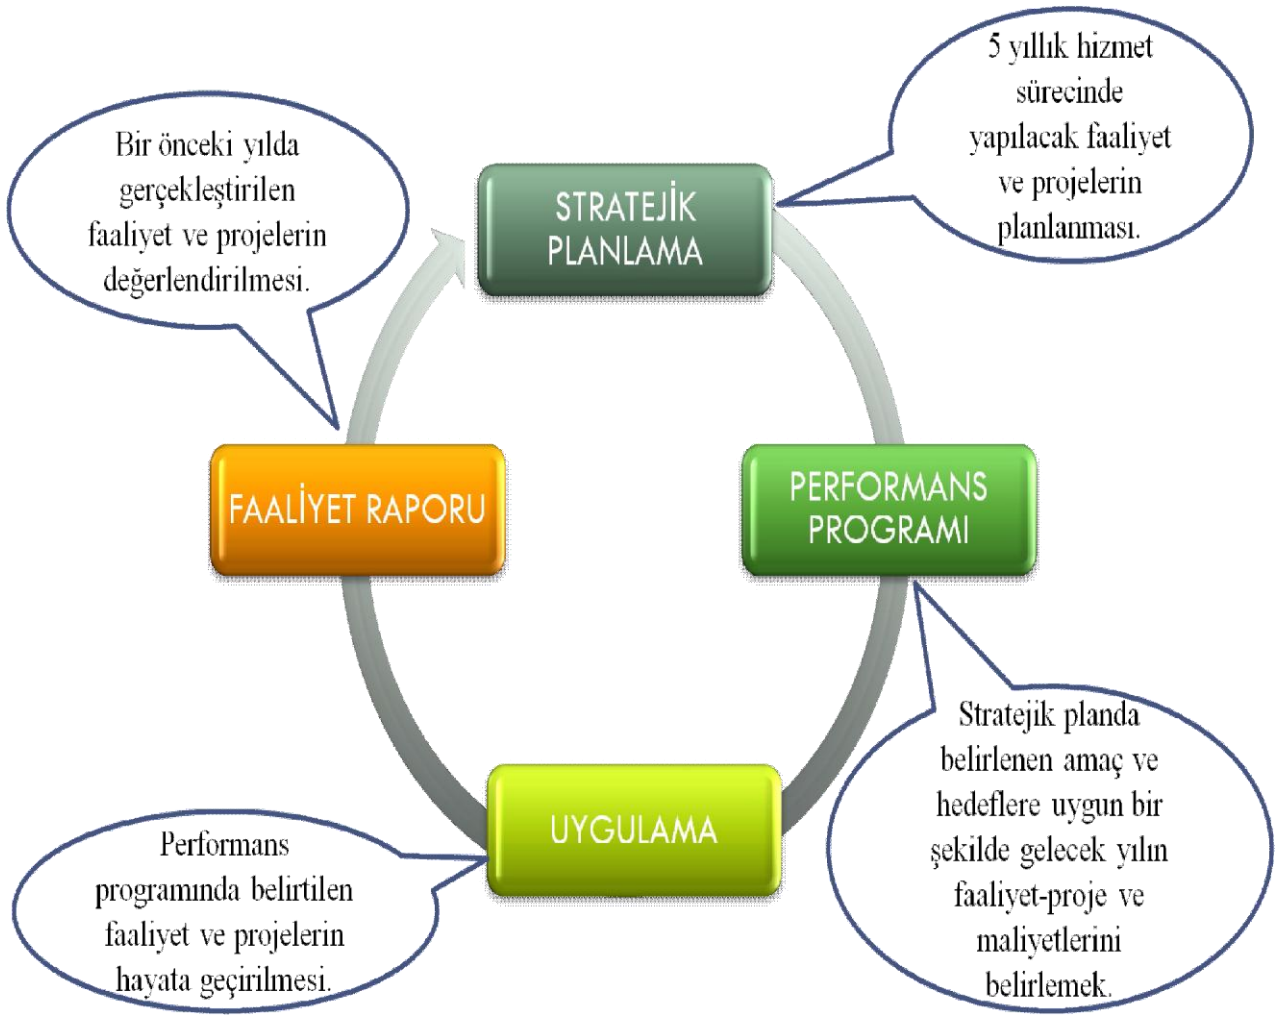 5 yıllık hizmet
sürecinde
yapılacak faaliyet
ve projelerin
planlanması.
Bir önceki yılda
gerçekleştirilen
faaliyet ve projelerin
değerlendirilmesi.
STRATEJİK
PLANLAMA
FAALİYET RAPORU
PERFORMANS
PROGRAMI
Stratejik planda
belirlenen amaç ve
hedeflere uygun bir
şekilde gelecek yılın
faaliyet-proje ve
maliyetlerini
belirlemek.
UYGULAMA
Performans
programında belirtilen
faaliyet ve projelerin
hayata geçirilmesi.